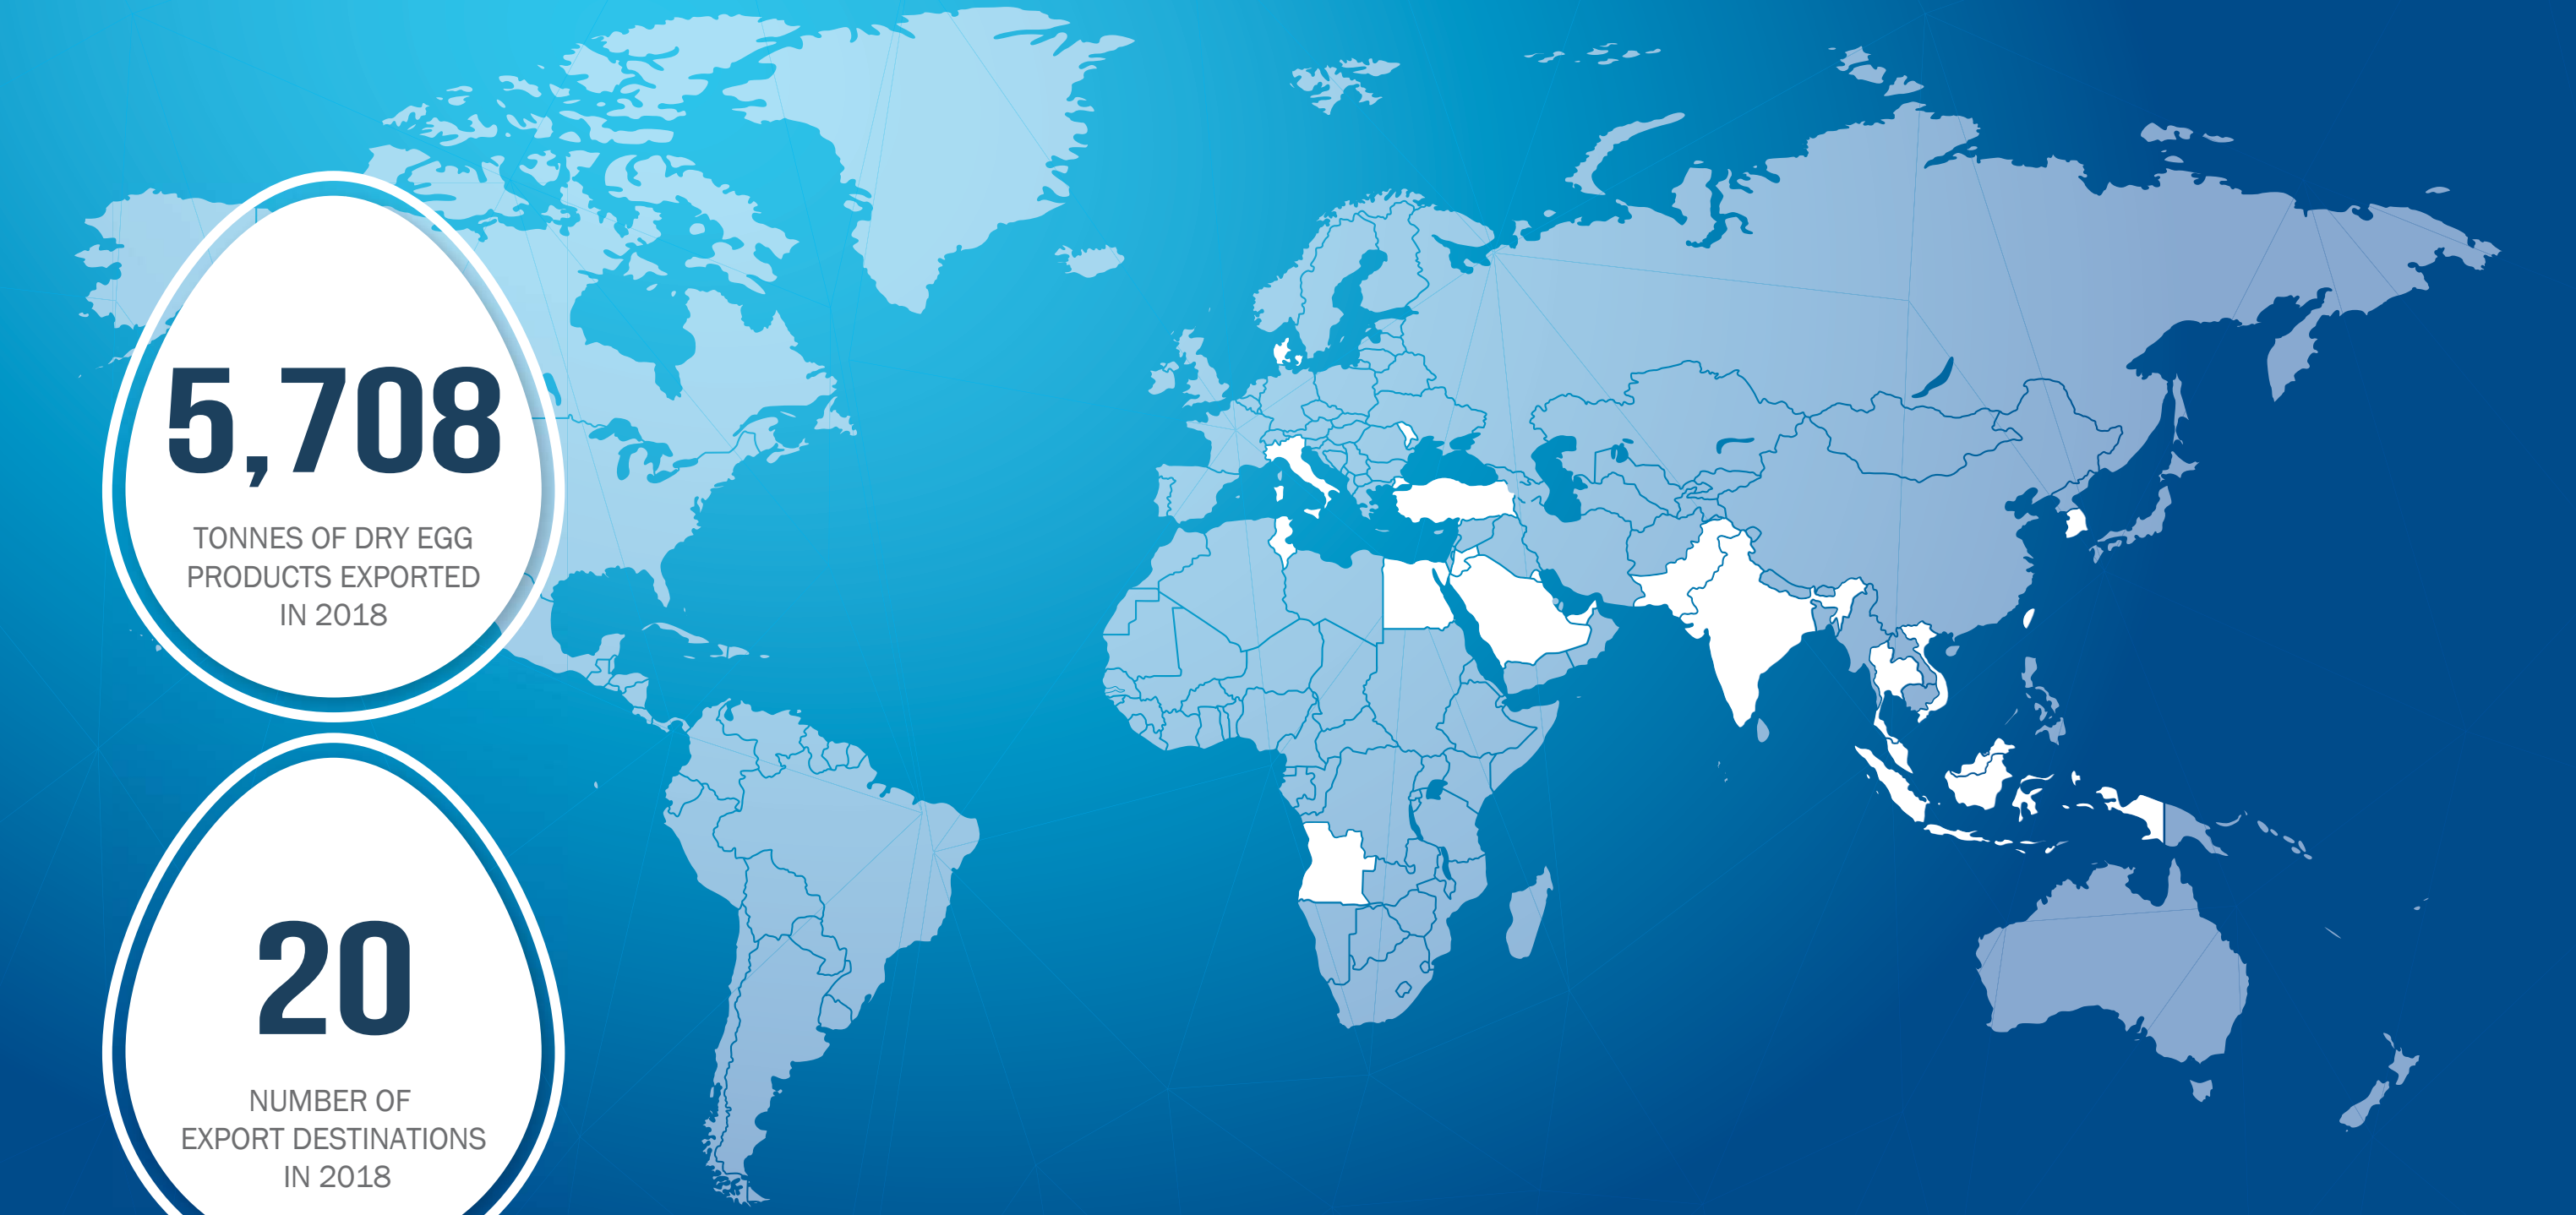 5,708
TONNES OF DRY EGG
PRODUCTS EXPORTED
IN 2018
20
NUMBER OF
EXPORT DESTINATIONS
IN 2018